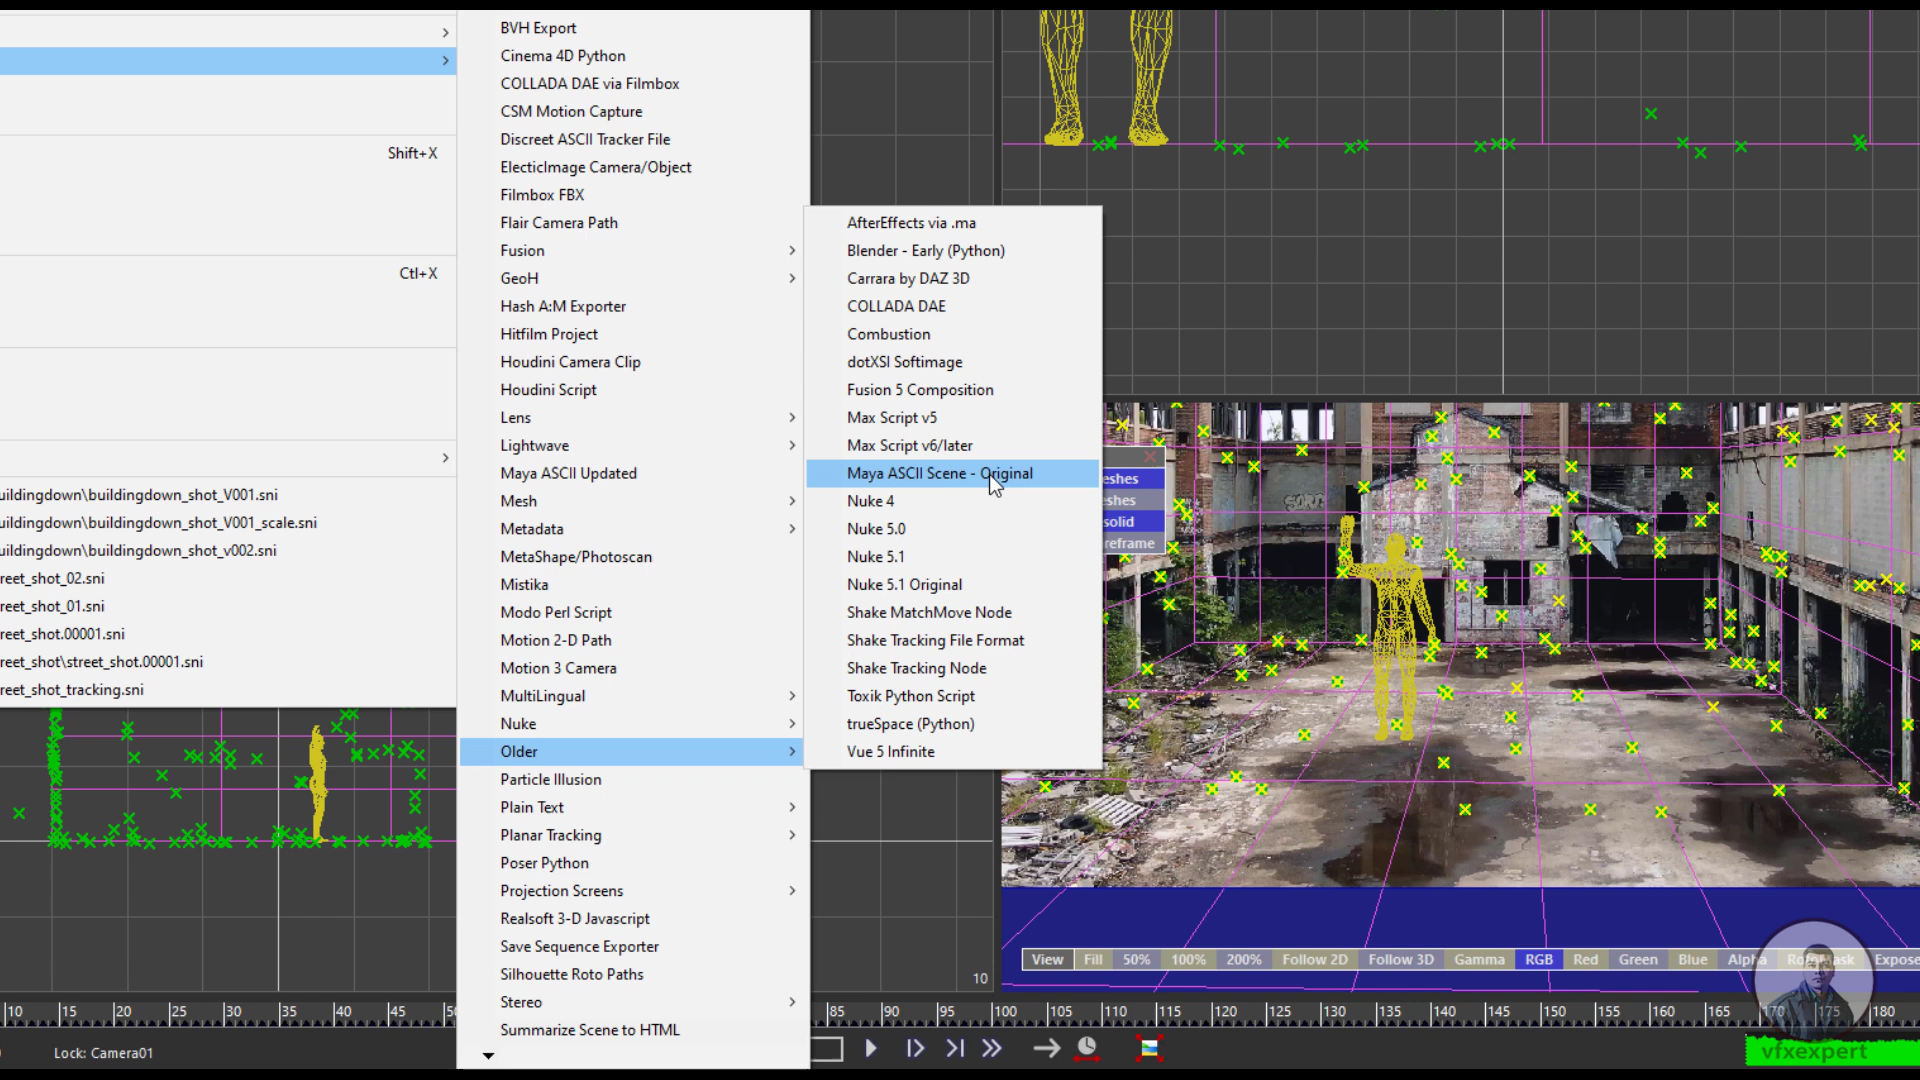 Shift+X
Ctl+X
uildingdown\buildingdown_shot_V001.sni
uildingdown\buildingdown_shot_V001_scale.sni
uildingdown\buildingdown_shot_v002.sni
reet_shot_02.sni
reet_shot_01.sni
reet_shot.00001.sni
reet_shot\street_shot.00001.sni
reet_shot_tracking.sni
BVH Export
Cinema 4D Python
COLLADA DAE via Filmbox
CSM Motion Capture
Discreet ASCII Tracker File
ElecticImage Camera/Object
Filmbox FBX
Flair Camera Path
Fusion
GeoH
Hash A:M Exporter
Hitfilm Project
Houdini Camera Clip
Houdini Script
Lens
Lightwave
Maya ASCII Updated
Mesh
Metadata
MetaShape/Photoscan
Mistika
Modo Perl Script
Motion 2-D Path
Motion 3 Camera
MultiLingual
Nuke
Older
Particle Illusion
Plain Text
Planar Tracking
Poser Python
Projection Screens
Realsoft 3-D Javascript
Save Sequence Exporter
Silhouette Roto Paths
Stereo
Summarize Scene to HTML
AfterEffects via .ma
Blender - Early (Python)
Carrara by DAZ 3D
COLLADA DAE
Combustion
dotXSI Softimage
Fusion 5 Composition
Max Script v5
Max Script v6/later
Maya ASCII Scene - Original
Nuke 4
Nuke 5.0
Nuke 5.1
Nuke 5.1 Original
Shake MatchMove Node
Shake Tracking File Format
Shake Tracking Node
Toxik Python Script
trueSpace (Python)
Vue 5 Infinite
eshes
eshes
solid
reframe
View Fill 50% 100% 200% Follow 2D Follow 3D Gamma RGB Red Green Blue Alpha RotoMask Expose
10
10 15 20 25 30 35 40 45 50 85 90 95 100 105 110 115 120 125 130 135 140 145 150 155 160 165 170 175 180
Lock: Camera01
vfxexpert